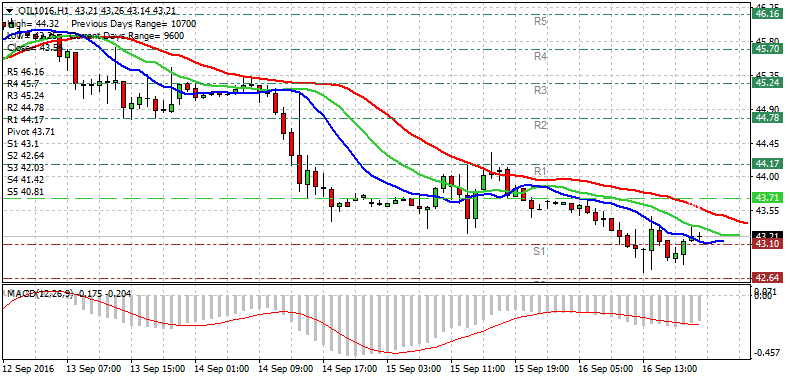 OIL1016,H1 43.21 43.26 43.14 43.21
High= 44.32 Previous Days Range= 10700
Current Days Range= 9600
Close= 43.
R5 46.16
R4 45.7
R3 45.24
R2 44.78
R1 44.17
Pivot 43.71
S1 43.1
S2 42.64
S3 42.03
S4 41.42
S5 40.81
R5
R4
R3
R2
R1
S1
46.16
45.70
45.35
45.24
44.90
44.78
44.45
44.17
44.00
43.71
43.55
43.21
43.10
42.64
MACD(12,26,9) -0.175 -0.204
0.071
0.00
-0.457
12 Sep 2016
13 Sep 07:00
13 Sep 15:00
14 Sep 01:00
14 Sep 09:00
14 Sep 17:00
15 Sep 03:00
15 Sep 11:00
15 Sep 19:00
16 Sep 05:00
16 Sep 13:00